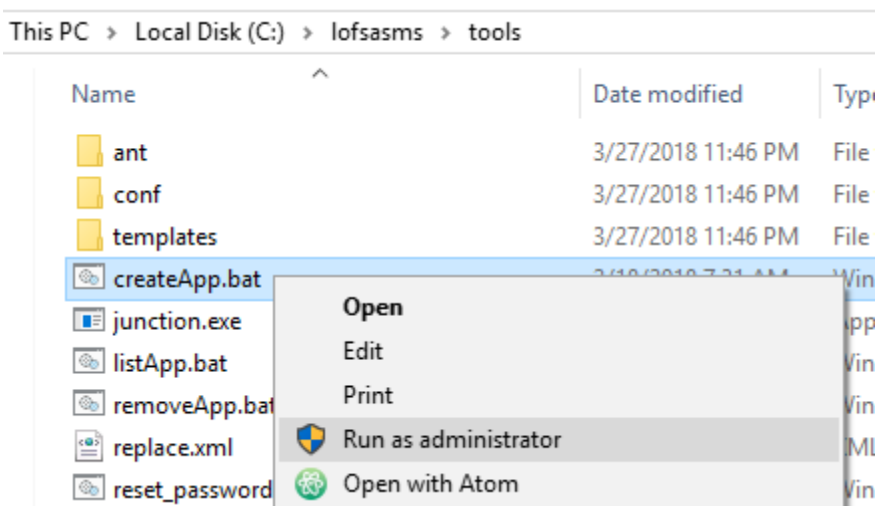 This PC > Local Disk (C:) > lofsasms > tools
Name Date modified
ant 3/27/2018 11:46 PM File
conf 3/27/2018 11:46 PM File
templates 3/27/2018 11:46 PM File
createApp.bat
Open
junction.exe
Edit
listApp.bat
Print
removeApp.bat
Run as administrator
replace.xml
Open with Atom
reset_password